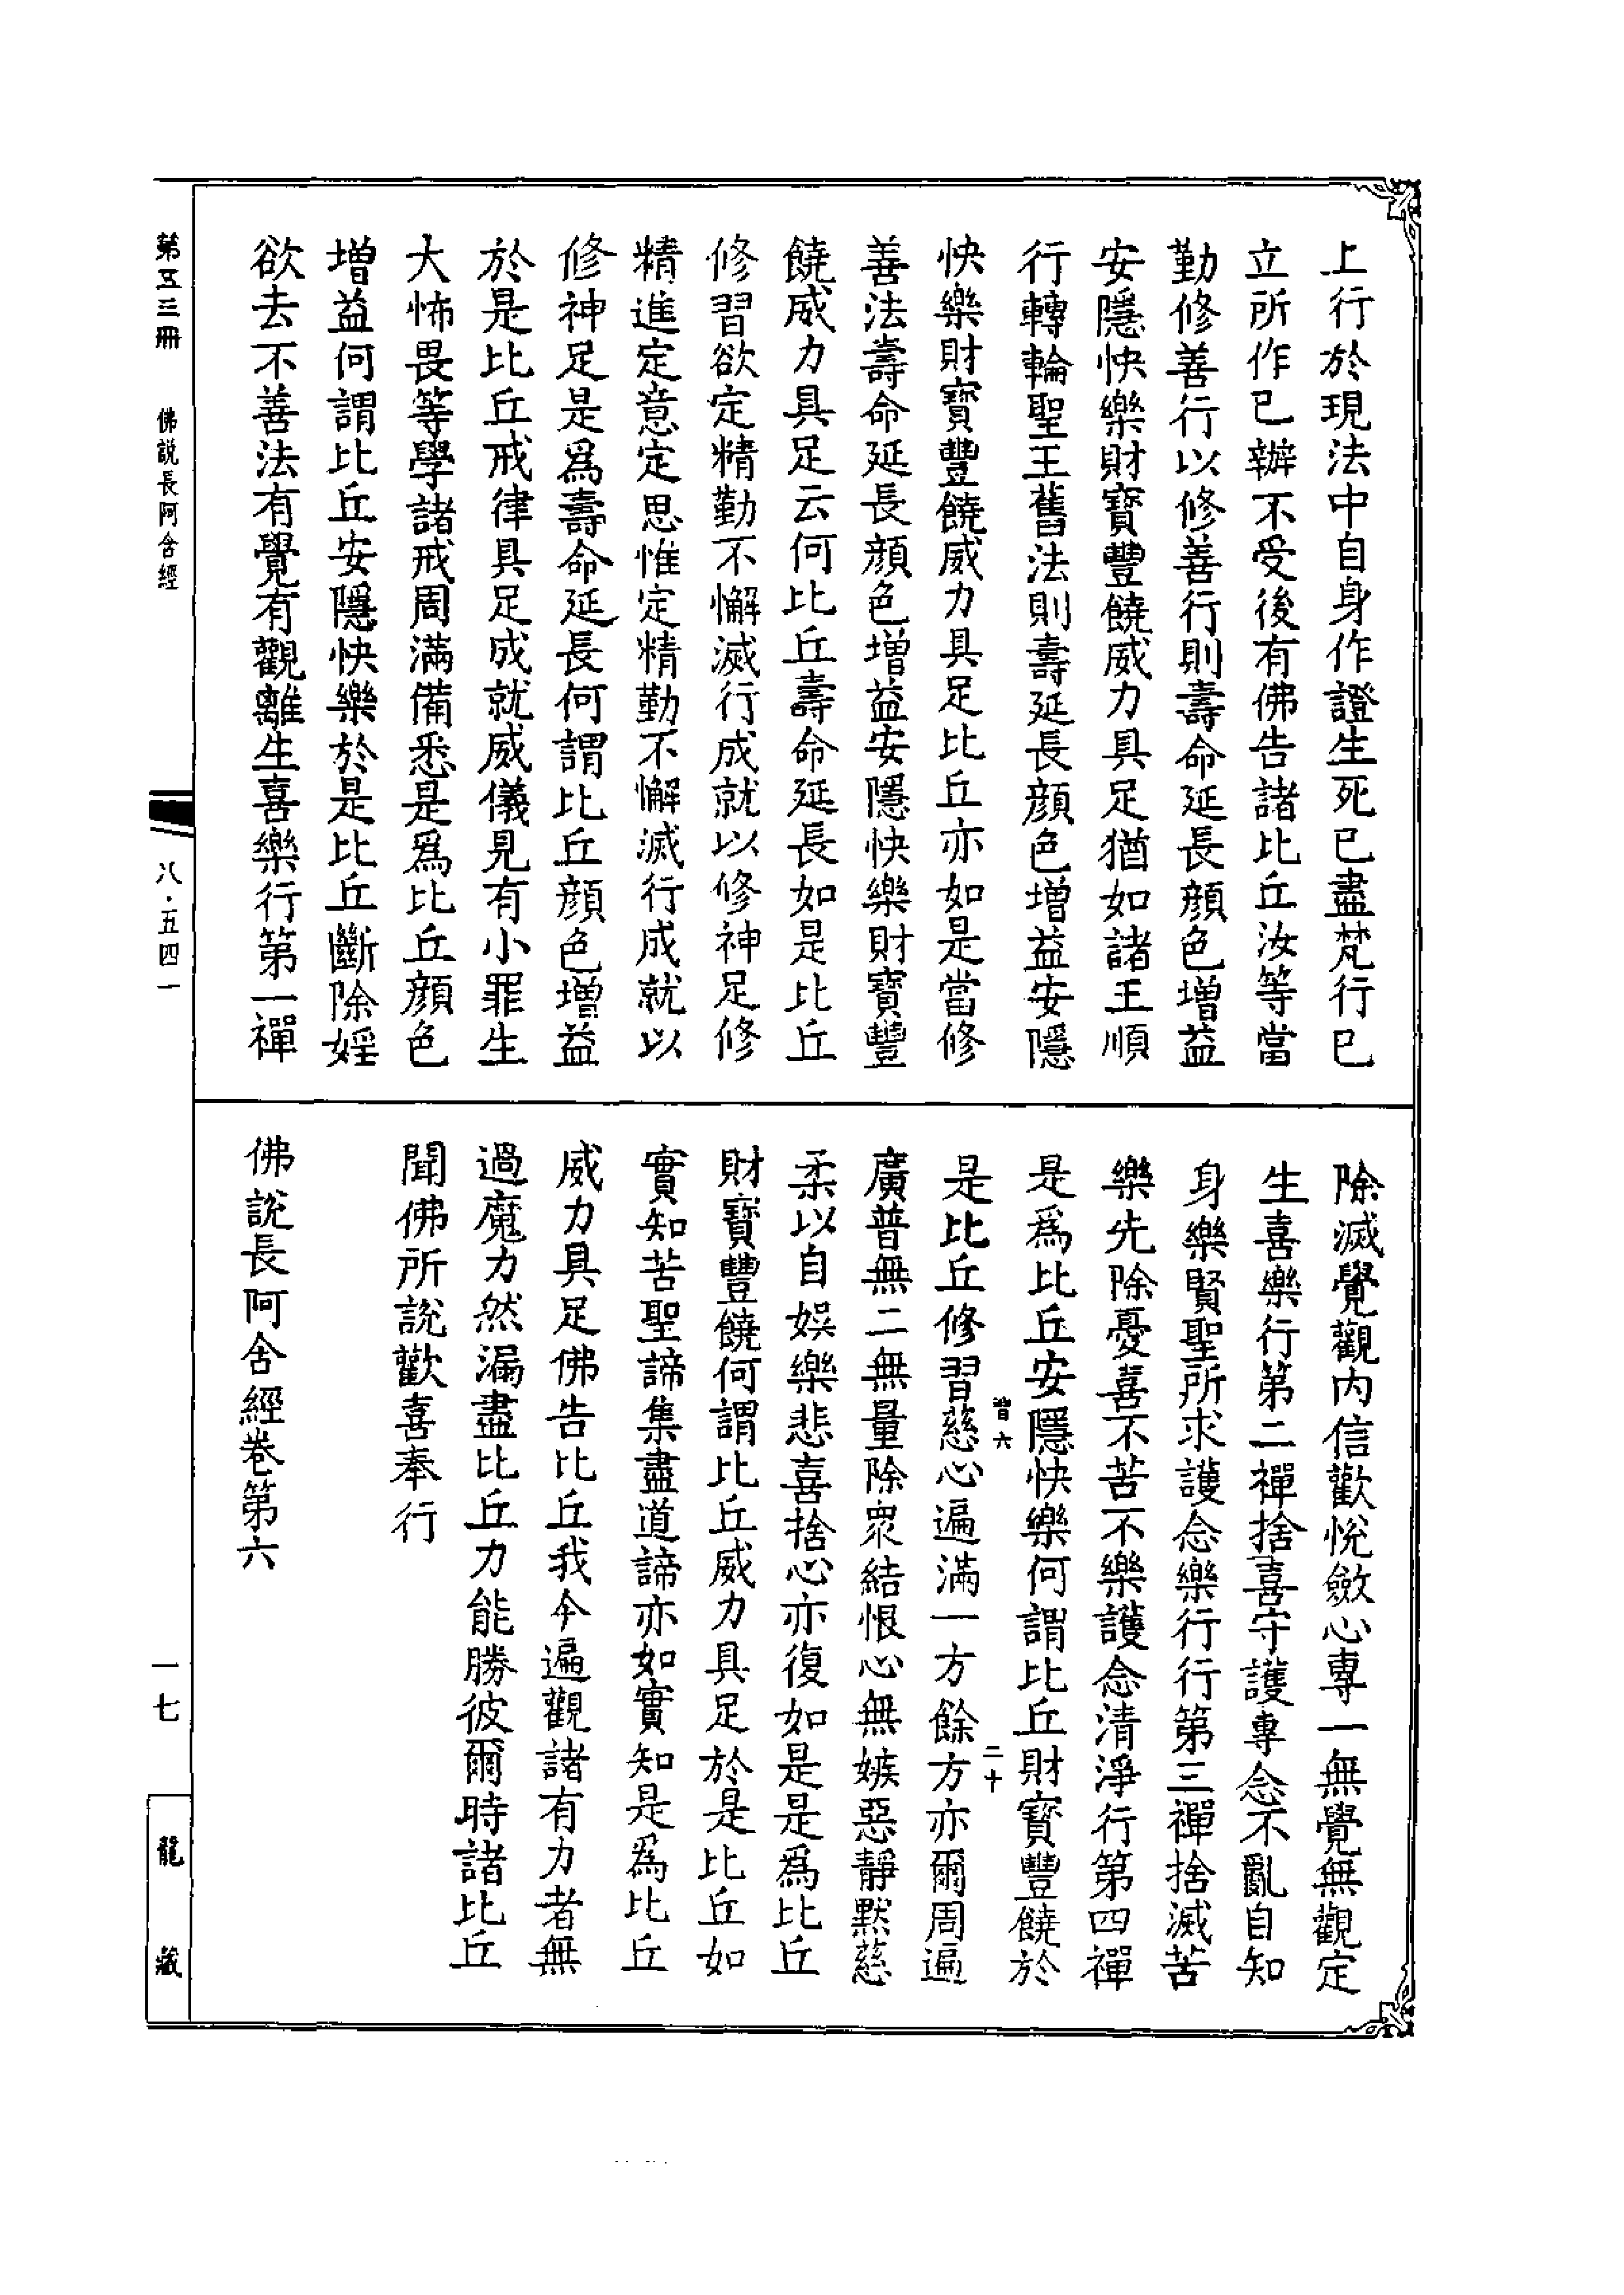 上行於現法中自身作證生死已盡梵行已
立所作已辦不受後有佛告諸比丘汝等當
勤修善行以修善行則壽命延長顏色增益
安隱快樂財寶豐饒威力具足猶如諸王順
行轉輪聖王舊法則壽延長顏色增益安隱
快樂財寶豐饒威力具足比丘亦如是當修
善法壽命延長顏色增益安隱快樂財寶豐
饒威力具足云何比丘壽命延長如是比丘
修習欲定精勤不懈滅行成就以修神足修
精進定意定思惟定精勤不懈滅行成就以
修神足是爲壽命延長何謂比丘顏色增益
於是比丘戒律具足成就威儀見有小罪生
大怖畏等學諸戒周滿備悉是爲比丘顏色
增益何謂比丘安隱快樂於是比丘斷除婬
欲去不善法有覺有觀離生喜樂行第一禪
除滅覺觀內信歡悅斂心專一無覺無觀定
生喜樂行第二禪捨喜守護專念不亂自知
身樂賢聖所求護念樂行行第三禪捨滅苦
樂先除憂喜不苦不樂護念清淨行第四禪
是爲比丘安隱快樂何謂比丘財寶豐饒於
是比丘修習慈心遍滿一方餘方亦爾周遍
廣普無二無量除衆結恨心無嫉惡靜默慈
柔以自娛樂悲喜捨心亦復如是是爲比丘
財寶豐饒何謂比丘威力具足於是比丘如
實知苦聖諦集盡道諦亦如實知是爲比丘
威力具足佛告比丘我今遍觀諸有力者無
過魔力然漏盡比丘力能勝彼爾時諸比丘
聞佛所說歡喜奉行
佛說長阿含經卷第六
六
二十
第五三冊 佛說長阿含經
八·五四一
一七
龍藏